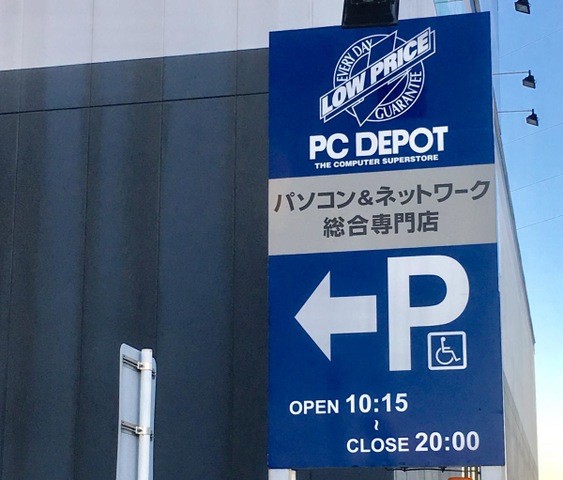 EVERY DAY
LOW PRICE
GUARANTEE
PC DEPOT
THE COMPUTER SUPERSTORE
パソコン&ネットワーク
総合専門店
P
OPEN 10:15
~
CLOSE 20:00